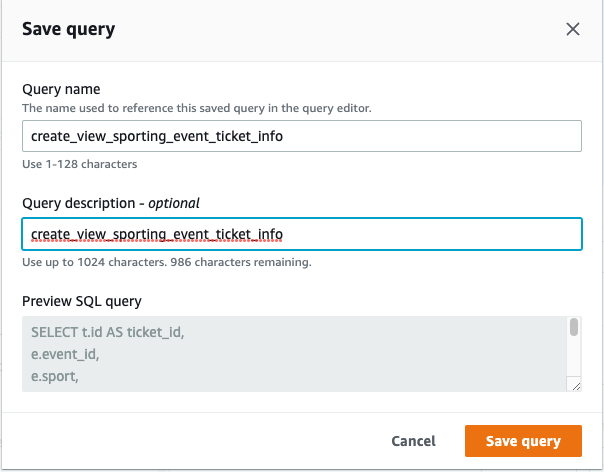 Save query
Query name
The name used to reference this saved query in the query editor.
create_view_sporting_event_ticket_info
Use 1-128 characters
Query description - optional
create_view_sporting_event_ticket_info
Use up to 1024 characters. 986 characters remaining.
Preview SQL query
SELECT t.id AS ticket_id,
e.event_id,
e.sport,
Cancel
Save query